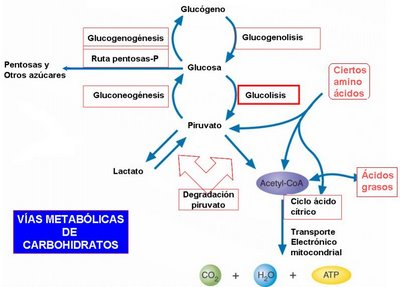 Glucógeno
Glucogenogénesis
Glucogenolisis
Ruta pentosas-P
Pentosas y
Otros azúcares
Glucosa
Gluconeogénesis
Glucolisis
Ciertos
amino
ácidos
Piruvato
Lactato
Degradación
piruvato
Acetyl-CoA
Ácidos
grasos
Ciclo ácido
cítrico
VÍAS METABÓLICAS
DE
CARBOHIDRATOS
Transporte
Electrónico
mitocondrial
CO2 + H2O + ATP